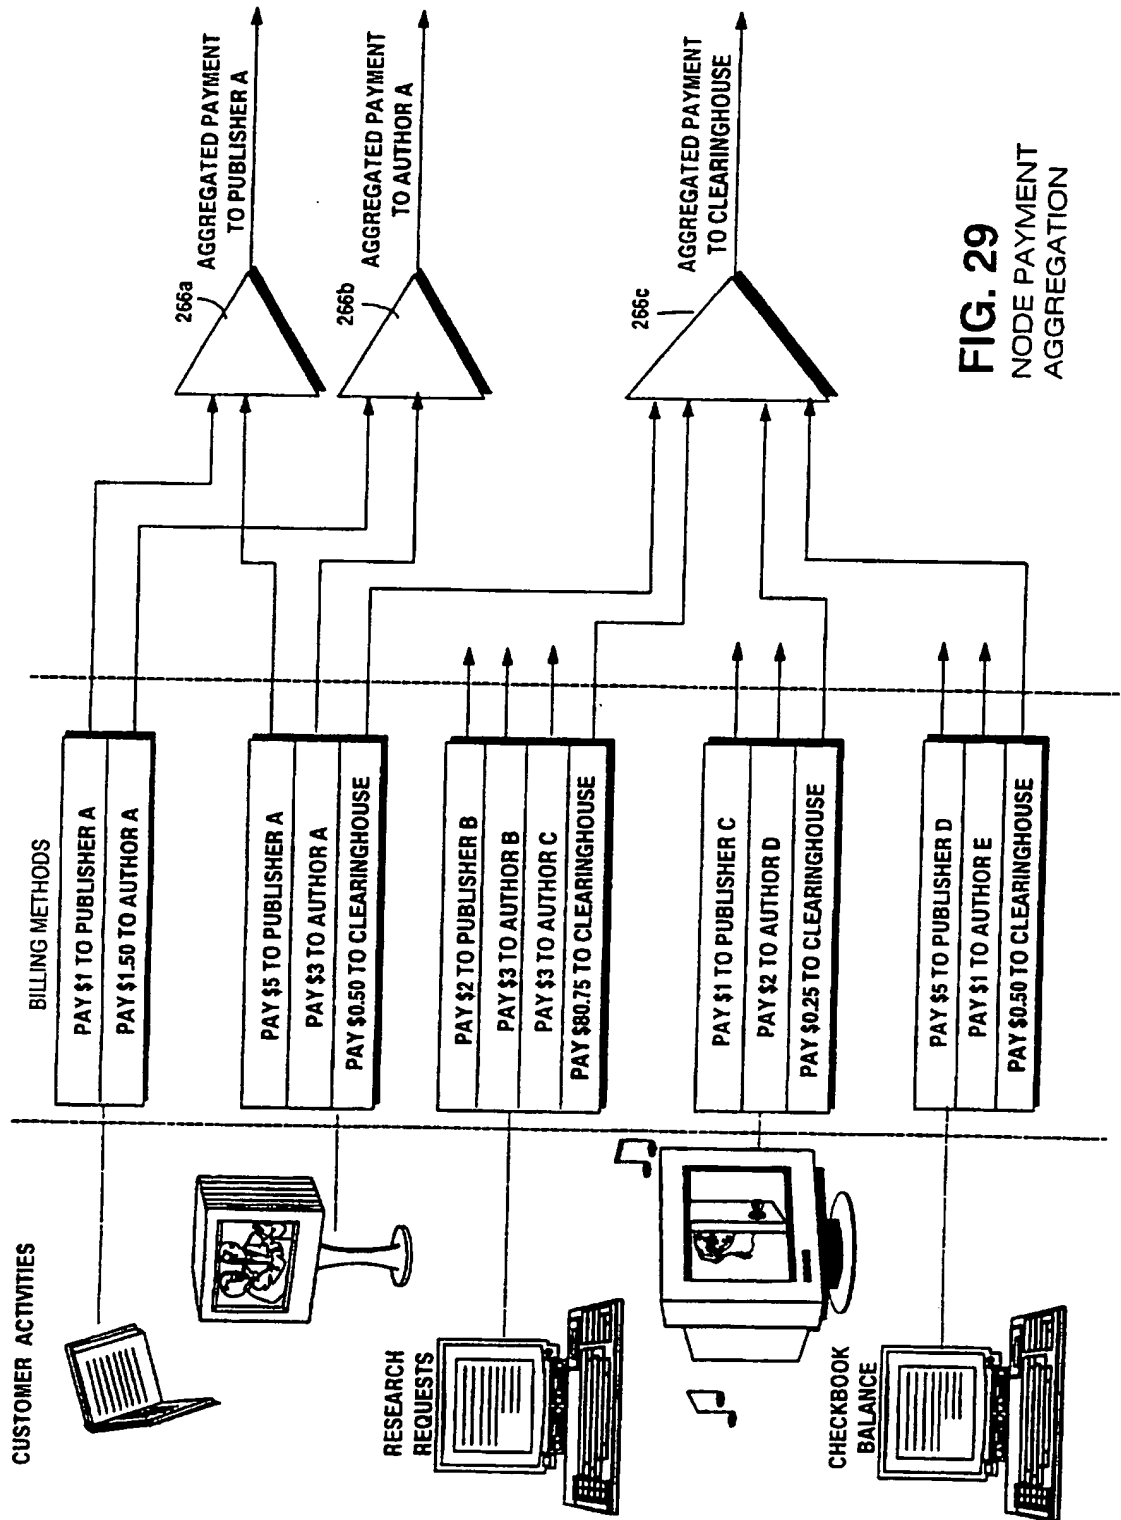 CUSTOMER ACTIVITIES
RESEARCH
REQUESTS
CHECKBOOK
BALANCE
BILLING METHODS
PAY $1 TO PUBLISHER A
PAY $1.50 TO AUTHOR A
PAY $5 TO PUBLISHER A
PAY $3 TO AUTHOR A
PAY $0.50 TO CLEARINGHOUSE
PAY $2 TO PUBLISHER B
PAY $3 TO AUTHOR B
PAY $3 TO AUTHOR C
PAY $80.75 TO CLEARINGHOUSE
PAY $1 TO PUBLISHER C
PAY $2 TO AUTHOR D
PAY $0.25 TO CLEARINGHOUSE
PAY $5 TO PUBLISHER D
PAY $1 TO AUTHOR E
PAY $0.50 TO CLEARINGHOUSE
266a
AGGREGATED PAYMENT
TO PUBLISHER A
266b
AGGREGATED PAYMENT
TO AUTHOR A
266c
AGGREGATED PAYMENT
TO CLEARINGHOUSE
FIG. 29
NODE PAYMENT
AGGREGATION